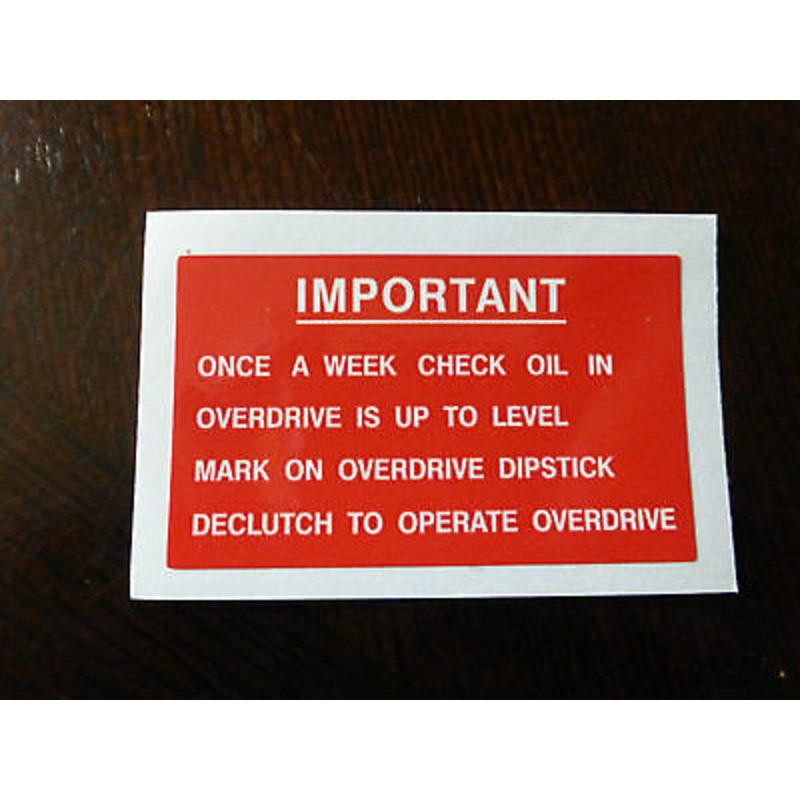 IMPORTANT
ONCE A WEEK CHECK OIL IN
OVERDRIVE IS UP TO LEVEL
MARK ON OVERDRIVE DIPSTICK
DECLUTCH TO OPERATE OVERDRIVE